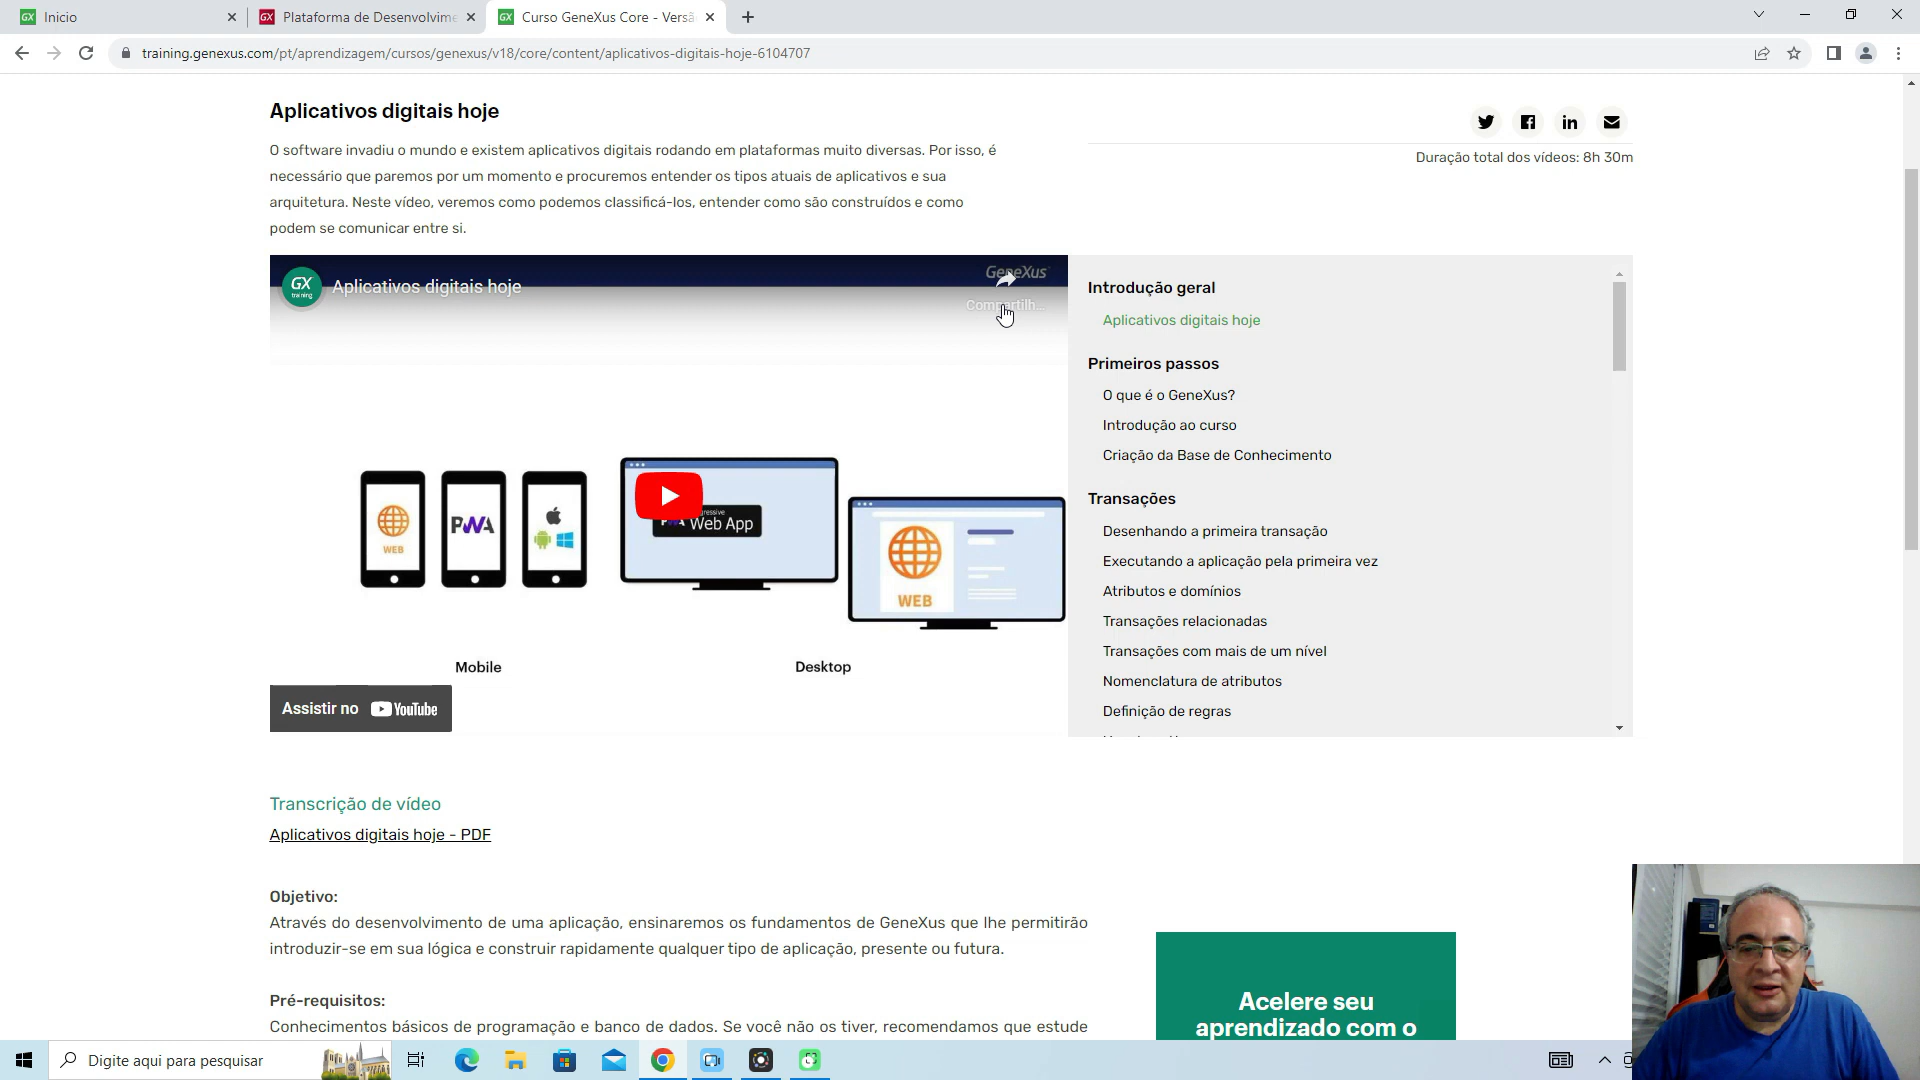 Inicio
Plataforma de Desenvolvime
Curso GeneXus Core - Versã
training.genexus.com/pt/aprendizagem/cursos/genexus/v18/core/content/aplicativos-digitais-hoje-6104707
Aplicativos digitais hoje
O software invadiu o mundo e existem aplicativos digitais rodando em plataformas muito diversas. Por isso, é
necessário que paremos por um momento e procuremos entender os tipos atuais de aplicativos e sua
arquitetura. Neste vídeo, veremos como podemos classificá-los, entender como são construídos e como
podem se comunicar entre si.
Duração total dos vídeos: 8h 30m
GX
training
Aplicativos digitais hoje
GeneXus
Compartilh...
WEB
PWA
Web App
WEB
Mobile
Desktop
Assistir no YouTube
Introdução geral
Aplicativos digitais hoje
Primeiros passos
O que é o GeneXus?
Introdução ao curso
Criação da Base de Conhecimento
Transações
Desenhando a primeira transação
Executando a aplicação pela primeira vez
Atributos e domínios
Transações relacionadas
Transações com mais de um nível
Nomenclatura de atributos
Definição de regras
Transcrição de vídeo
Aplicativos digitais hoje - PDF
Objetivo:
Através do desenvolvimento de uma aplicação, ensinaremos os fundamentos de GeneXus que lhe permitirão
introduzir-se em sua lógica e construir rapidamente qualquer tipo de aplicação, presente ou futura.
Pré-requisitos:
Conhecimentos básicos de programação e banco de dados. Se você não os tiver, recomendamos que estude
Acelere seu
aprendizado com o
Digite aqui para pesquisar